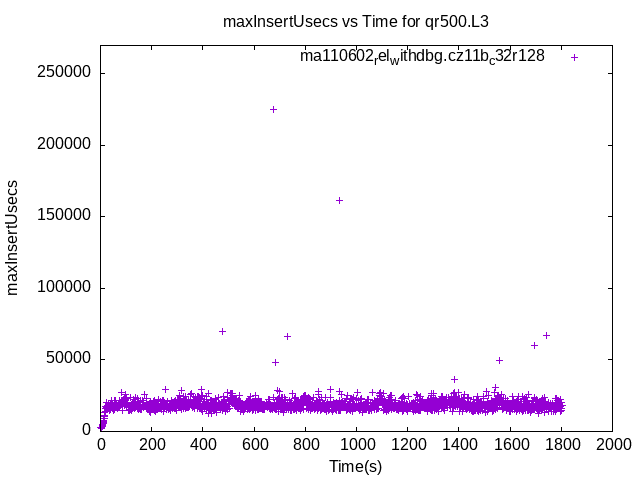 maxInsertUsecs vs Time for qr500.L3
ma110602relwithdbg.cz11bc32r128
250000
200000
150000
100000
50000
0
maxInsertUsecs
0 200 400 600 800 1000 1200 1400 1600 1800 2000
Time(s)